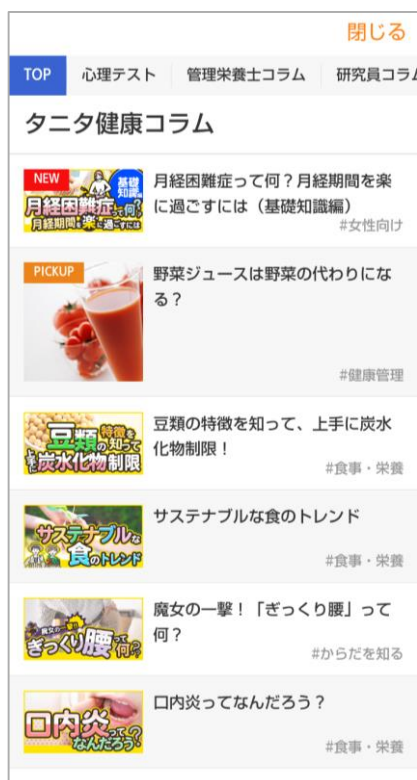 閉じる
TOP 心理テスト 管理栄養士コラム 研究員コラム
タニタ健康コラム
NEW
基礎
知識編
月経困難症って何?
月経期間を楽に過ごすには
月経困難症って何?月経期間を楽
に過ごすには(基礎知識編)
#女性向け
PICKUP
野菜ジュースは野菜の代わりにな
る?
#健康管理
豆類の特徴を知って
上手に炭水化物制限
豆類の特徴を知って、上手に炭水
化物制限!
#食事・栄養
サステナブルな
食のトレンド
サステナブルな食のトレンド
#食事・栄養
魔女の一撃!
ぎっくり腰って何?
魔女の一撃!「ぎっくり腰」って
何?
#からだを知る
口内炎って
なんだろう?
口内炎ってなんだろう?
#食事・栄養